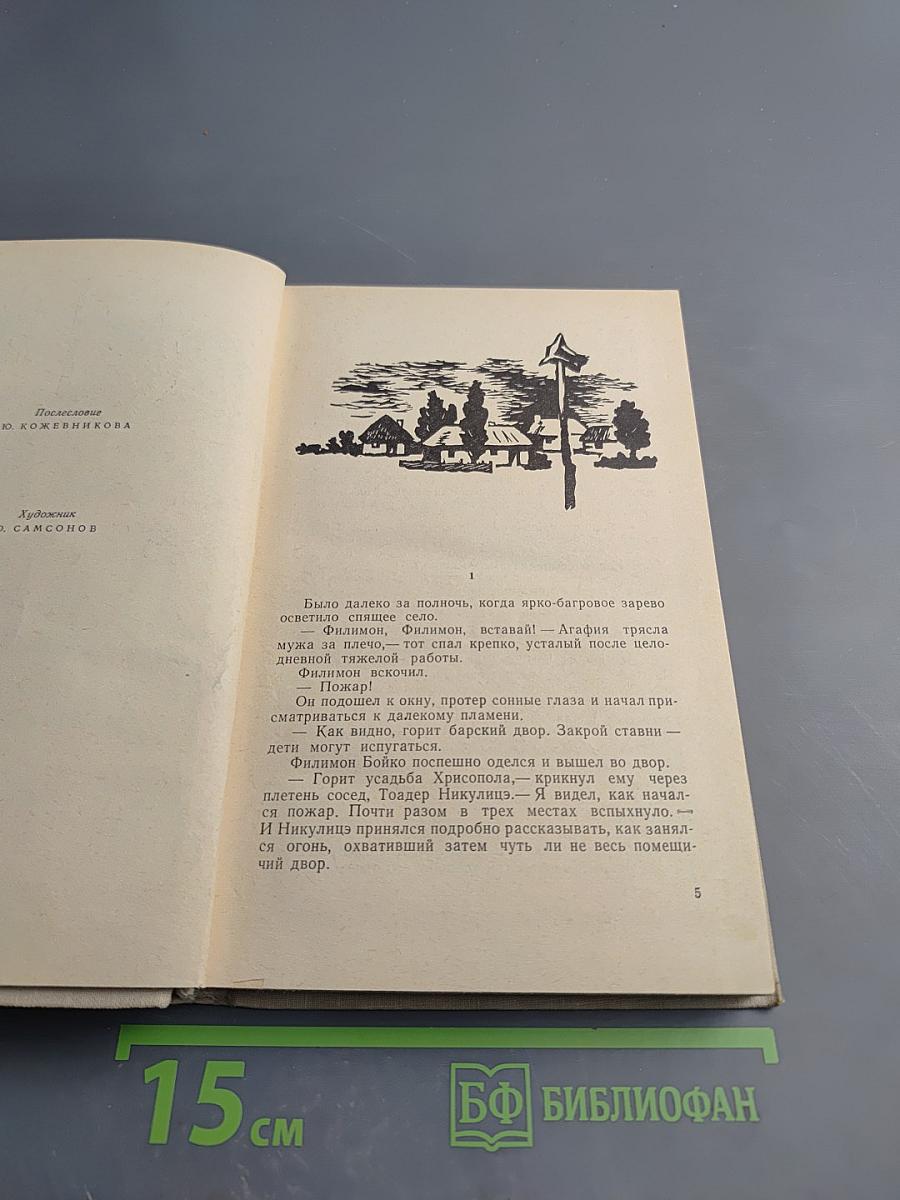 Послесловие
Ю. КОЖЕВНИКОВА
Художник
САМСОНОВ
1
Было далеко за полночь, когда ярко-багровое зарево
осветило спящее село.
— Филимон, Филимон, вставай! — Агафия трясла
мужа за плечо,— тот спал крепко, усталый после цело-
дневной тяжелой работы.
Филимон вскочил.
— Пожар!
Он подошел к окну, протер сонные глаза и начал при-
сматриваться к далекому пламени.
— Как видно, горит барский двор. Закрой ставни —
дети могут испугаться.
Филимон Бойко поспешно оделся и вышел во двор.
— Горит усадьба Хрисопола,— крикнул ему через
плетень сосед, Тоадер Никулицэ.— Я видел, как начал-
ся пожар. Почти разом в трех местах вспыхнуло.—
И Никулицэ принялся подробно рассказывать, как занял-
ся огонь, охвативший затем чуть ли не весь помещи-
чий двор.
5
15 см
БФ БИБЛИОФАН